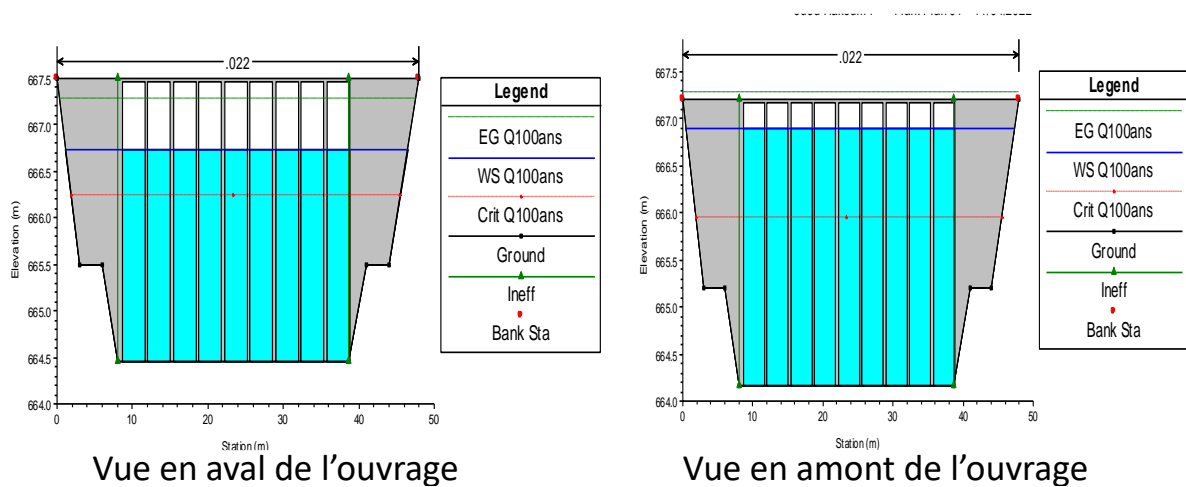 .022
667.5
667.0
666.5
666.0
665.5
665.0
664.5
664.0
Elevation (m)
0
10
20
30
40
50
Station (m)
Legend
EG Q100ans
WS Q100ans
Crit Q100ans
Ground
Ineff
Bank Sta
Vue en aval de l’ouvrage
.022
667.5
667.0
666.5
666.0
665.5
665.0
664.5
664.0
Elevation (m)
0
10
20
30
40
50
Station (m)
Legend
EG Q100ans
WS Q100ans
Crit Q100ans
Ground
Ineff
Bank Sta
Vue en amont de l’ouvrage